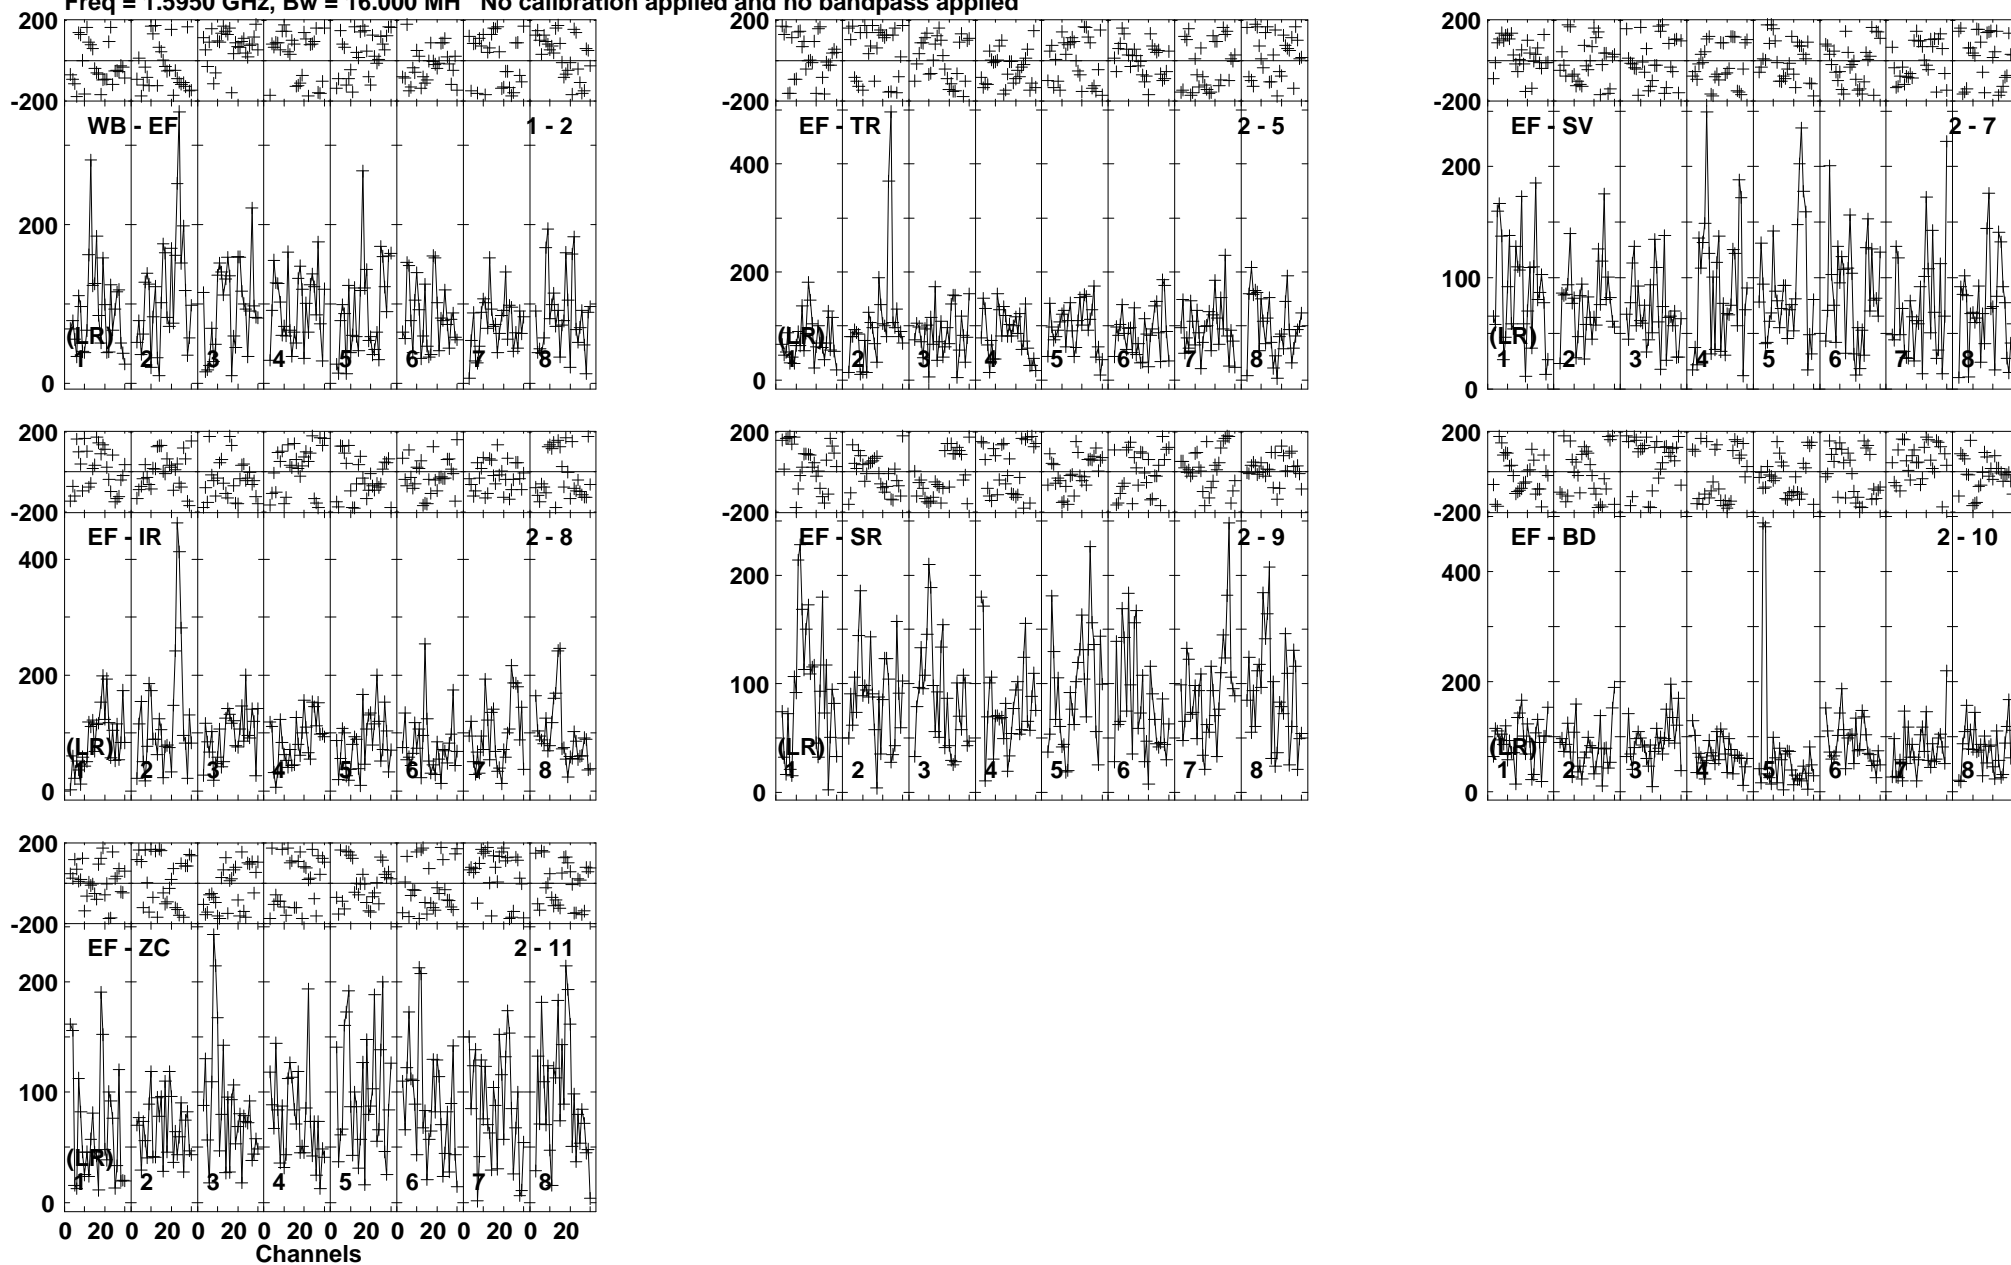 Freq = 1.5950 GHz, Bw = 16.000 MH   No calibration applied and no bandpass applied
200
-200
WB - EF 1 - 2
200
0
(LR)
1 2 3 4 5 6 7 8
200
-200
EF - TR 2 - 5
400
200
0
(LR)
1 2 3 4 5 6 7 8
200
-200
EF - SV 2 - 7
200
100
0
(LR)
1 2 3 4 5 6 7 8
200
-200
EF - IR 2 - 8
400
200
0
(LR)
1 2 3 4 5 6 7 8
200
-200
EF - SR 2 - 9
200
100
0
(LR)
1 2 3 4 5 6 7 8
200
-200
EF - BD 2 - 10
400
200
0
(LR)
1 2 3 4 5 6 7 8
200
-200
EF - ZC 2 - 11
200
100
0
(LR)
1 2 3 4 5 6 7 8
0 20 0 20 0 20 0 20 0 20 0 20 0 20 0 20
Channels